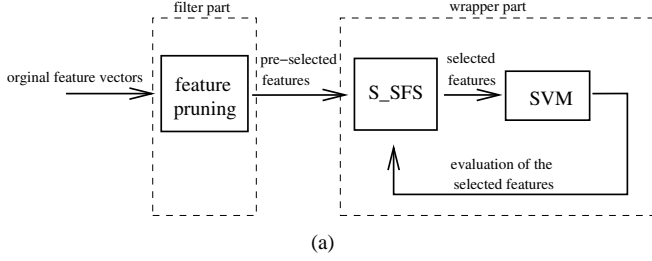 filter part
wrapper part
orginal feature vectors
feature
pruning
pre-selected
features
S_SFS
selected
features
SVM
evaluation of the
selected features
(a)